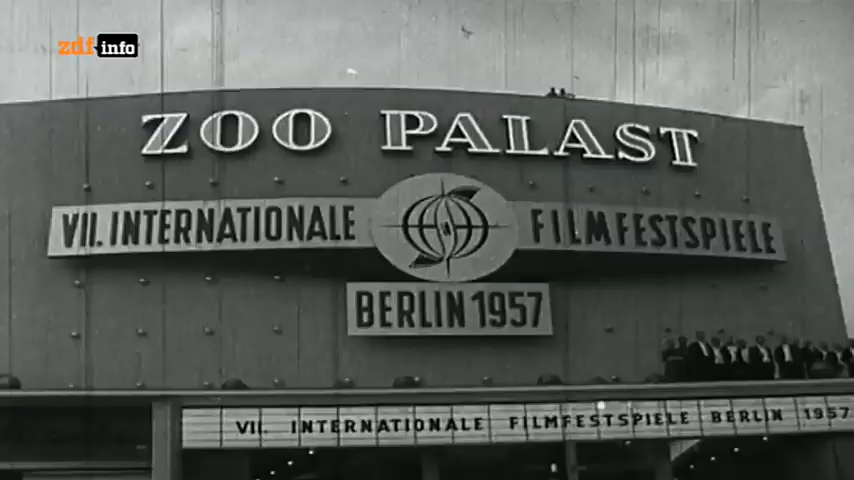 zdf info
ZOO PALAST
VII. INTERNATIONALE FILMFESTSPIELE
BERLIN 1957
VII. INTERNATIONALE FILMFESTSPIELE BERLIN 1957